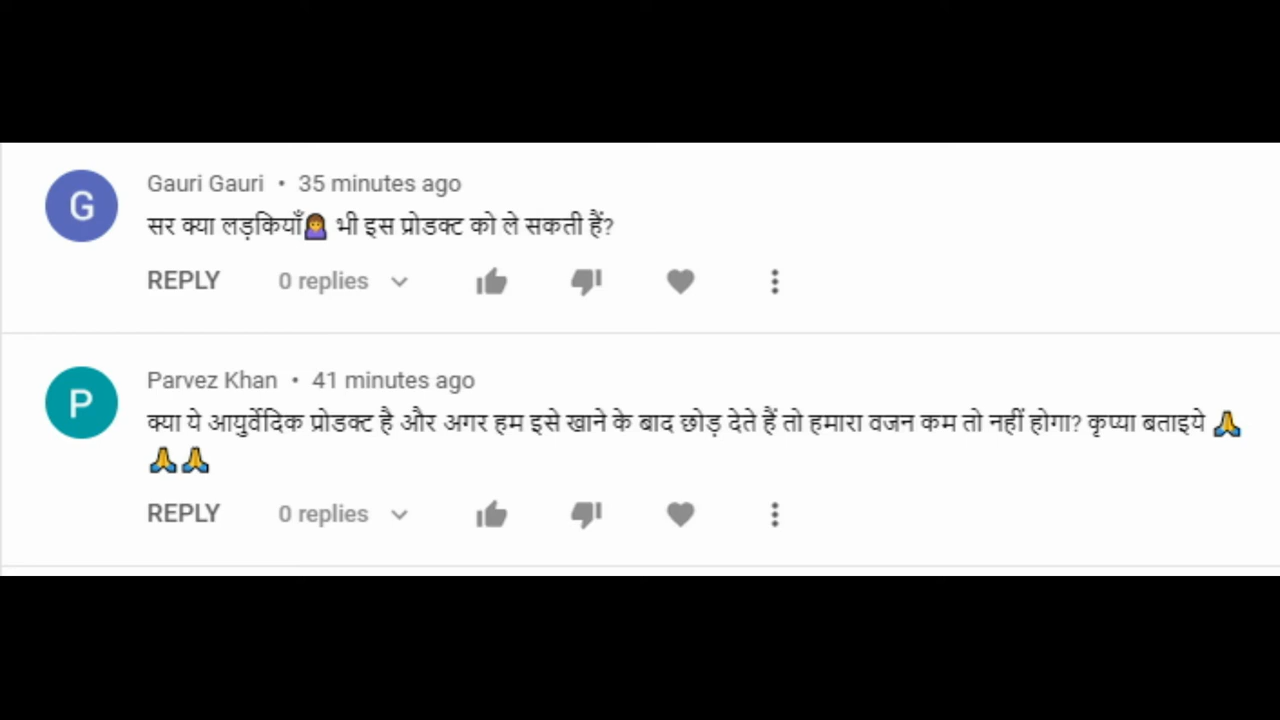 G
Gauri Gauri • 35 minutes ago
सर क्या लड़कियाँ🤷‍♀️ भी इस प्रोडक्ट को ले सकती हैं?
REPLY 0 replies
P
Parvez Khan • 41 minutes ago
क्या ये आयुर्वेदिक प्रोडक्ट है और अगर हम इसे खाने के बाद छोड़ देते हैं तो हमारा वजन कम तो नहीं होगा? कृप्या बताइये 🙏
🙏🙏
REPLY 0 replies